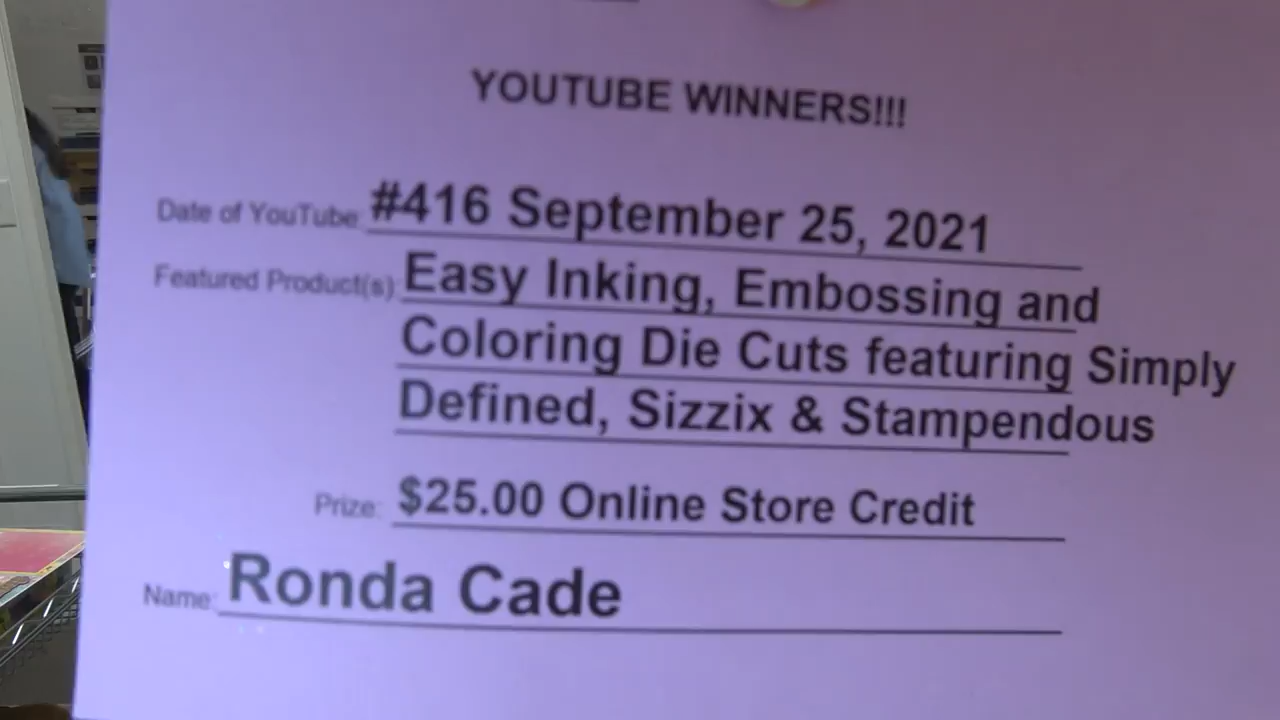 YOUTUBE WINNERS!!!
Date of YouTube: #416 September 25, 2021
Featured Product(s): Easy Inking, Embossing and
Coloring Die Cuts featuring Simply
Defined, Sizzix & Stampendous
Prize: $25.00 Online Store Credit
Name: Ronda Cade